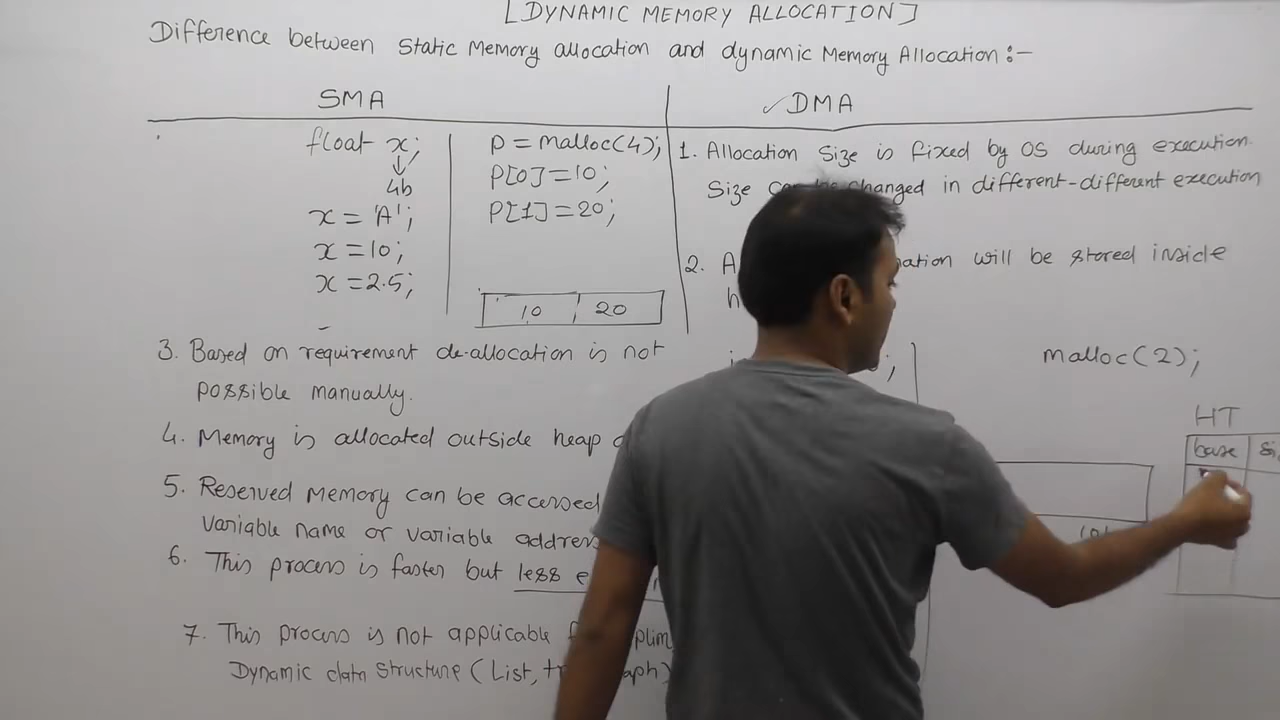 [DYNAMIC MEMORY ALLOCATION]
Difference between Static Memory allocation and dynamic Memory Allocation :-
SMA
DMA
float x;
4b
x = 'A';
x = 10;
x = 2.5;
P = malloc(4);
P[0] = 10;
P[1] = 20;
10 20
3. Based on requirement de-allocation is not
possible manually.
4. Memory is allocated outside heap
5. Reserved Memory can be accessed
variable name or variable address
6. This process is faster but less
7. This process is not applicable
Dynamic data structure (List,
1. Allocation Size is fixed by OS during execution.
Size changed in different-different execution
2. will be stored inside
malloc(2);
HT
base